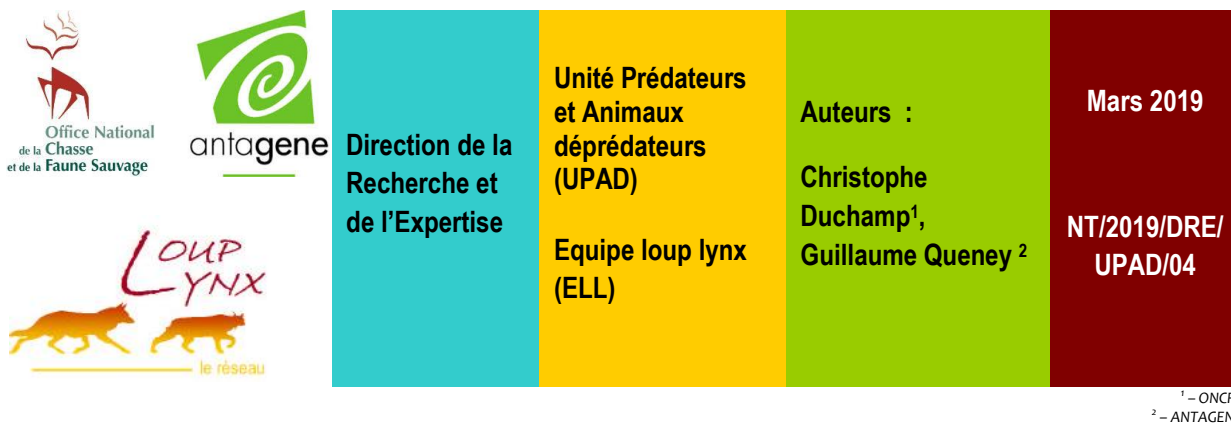 Office National
de la Chasse
et de la Faune Sauvage
antagene
LOUP
LYNX
le réseau
Direction de la
Recherche et
de l'Expertise
Unité Prédateurs
et Animaux
déprédateurs
(UPAD)
Equipe loup lynx
(ELL)
Auteurs :
Christophe
Duchamp¹,
Guillaume Queney ²
Mars 2019
NT/2019/DRE/
UPAD/04
¹ – ONCF
² – ANTAGEN